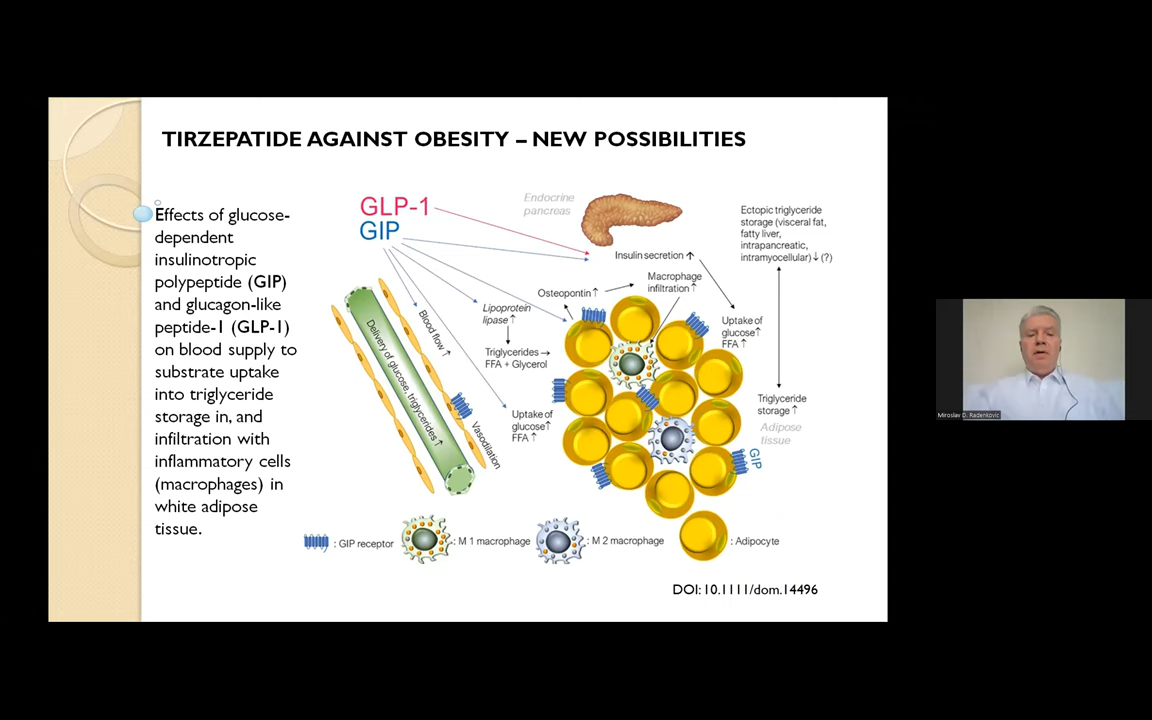 TIRZEPATIDE AGAINST OBESITY – NEW POSSIBILITIES
Effects of glucose-
dependent
insulinotropic
polypeptide (GIP)
and glucagon-like
peptide-1 (GLP-1)
on blood supply to
substrate uptake
into triglyceride
storage in, and
infiltration with
inflammatory cells
(macrophages) in
white adipose
tissue.
GLP-1
GIP
Endocrine
pancreas
Insulin secretion ↑
Macrophage
infiltration ↑
Osteopontin ↑
Lipoprotein
lipase ↑
Triglycerides →
FFA + Glycerol
Blood flow ↑
Delivery of glucose, triglycerides ↑
Vasodilation
Uptake of
glucose↑
FFA ↑
Ectopic triglyceride
storage (visceral fat,
fatty liver,
intrapancreatic,
intramyocellular) ↓ (?)
Uptake of
glucose↑
FFA ↑
Triglyceride
storage ↑
Adipose
tissue
GIP
: GIP receptor
: M 1 macrophage
: M 2 macrophage
: Adipocyte
DOI: 10.1111/dom.14496
Miroslav D. Radenkovic